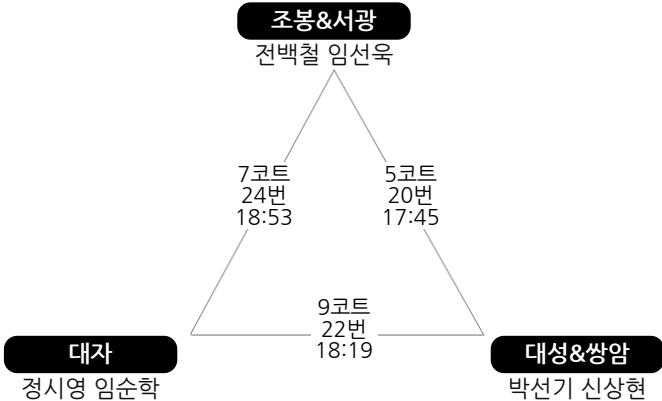 조봉&서광
전백철 임선욱
7코트
24번
18:53
5코트
20번
17:45
9코트
22번
18:19
대자
정시영 임순학
대성&쌍암
박선기 신상현